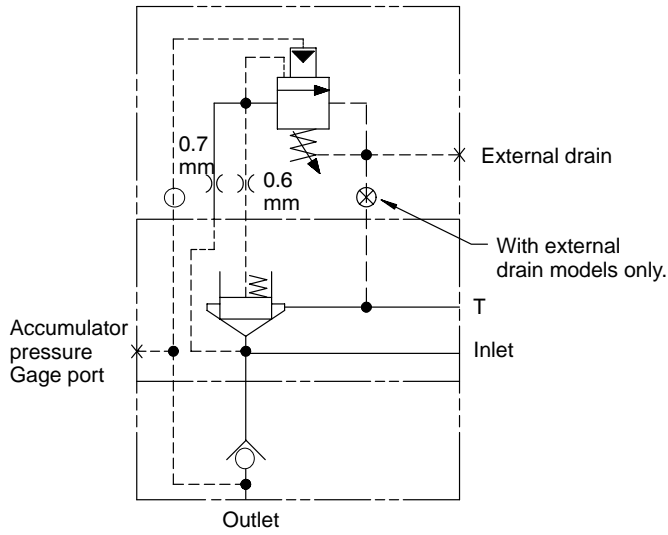 0.7
mm
0.6
mm
External drain
With external
drain models only.
T
Accumulator
pressure
Gage port
Inlet
Outlet